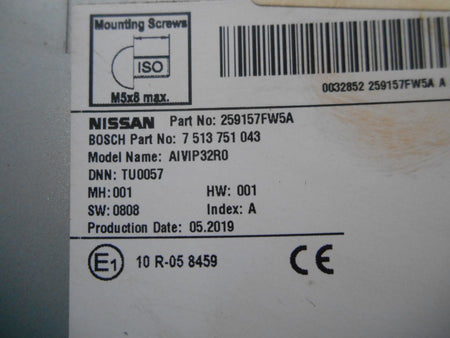 Mounting Screws
ISO
M5x8 max.
0032852 259157FW5A A
NISSAN Part No: 259157FW5A
BOSCH Part No: 7 513 751 043
Model Name: AIVIP32R0
DNN: TU0057
MH:001 HW: 001
SW:0808 Index: A
Production Date: 05.2019
E1 10 R-05 8459 CE